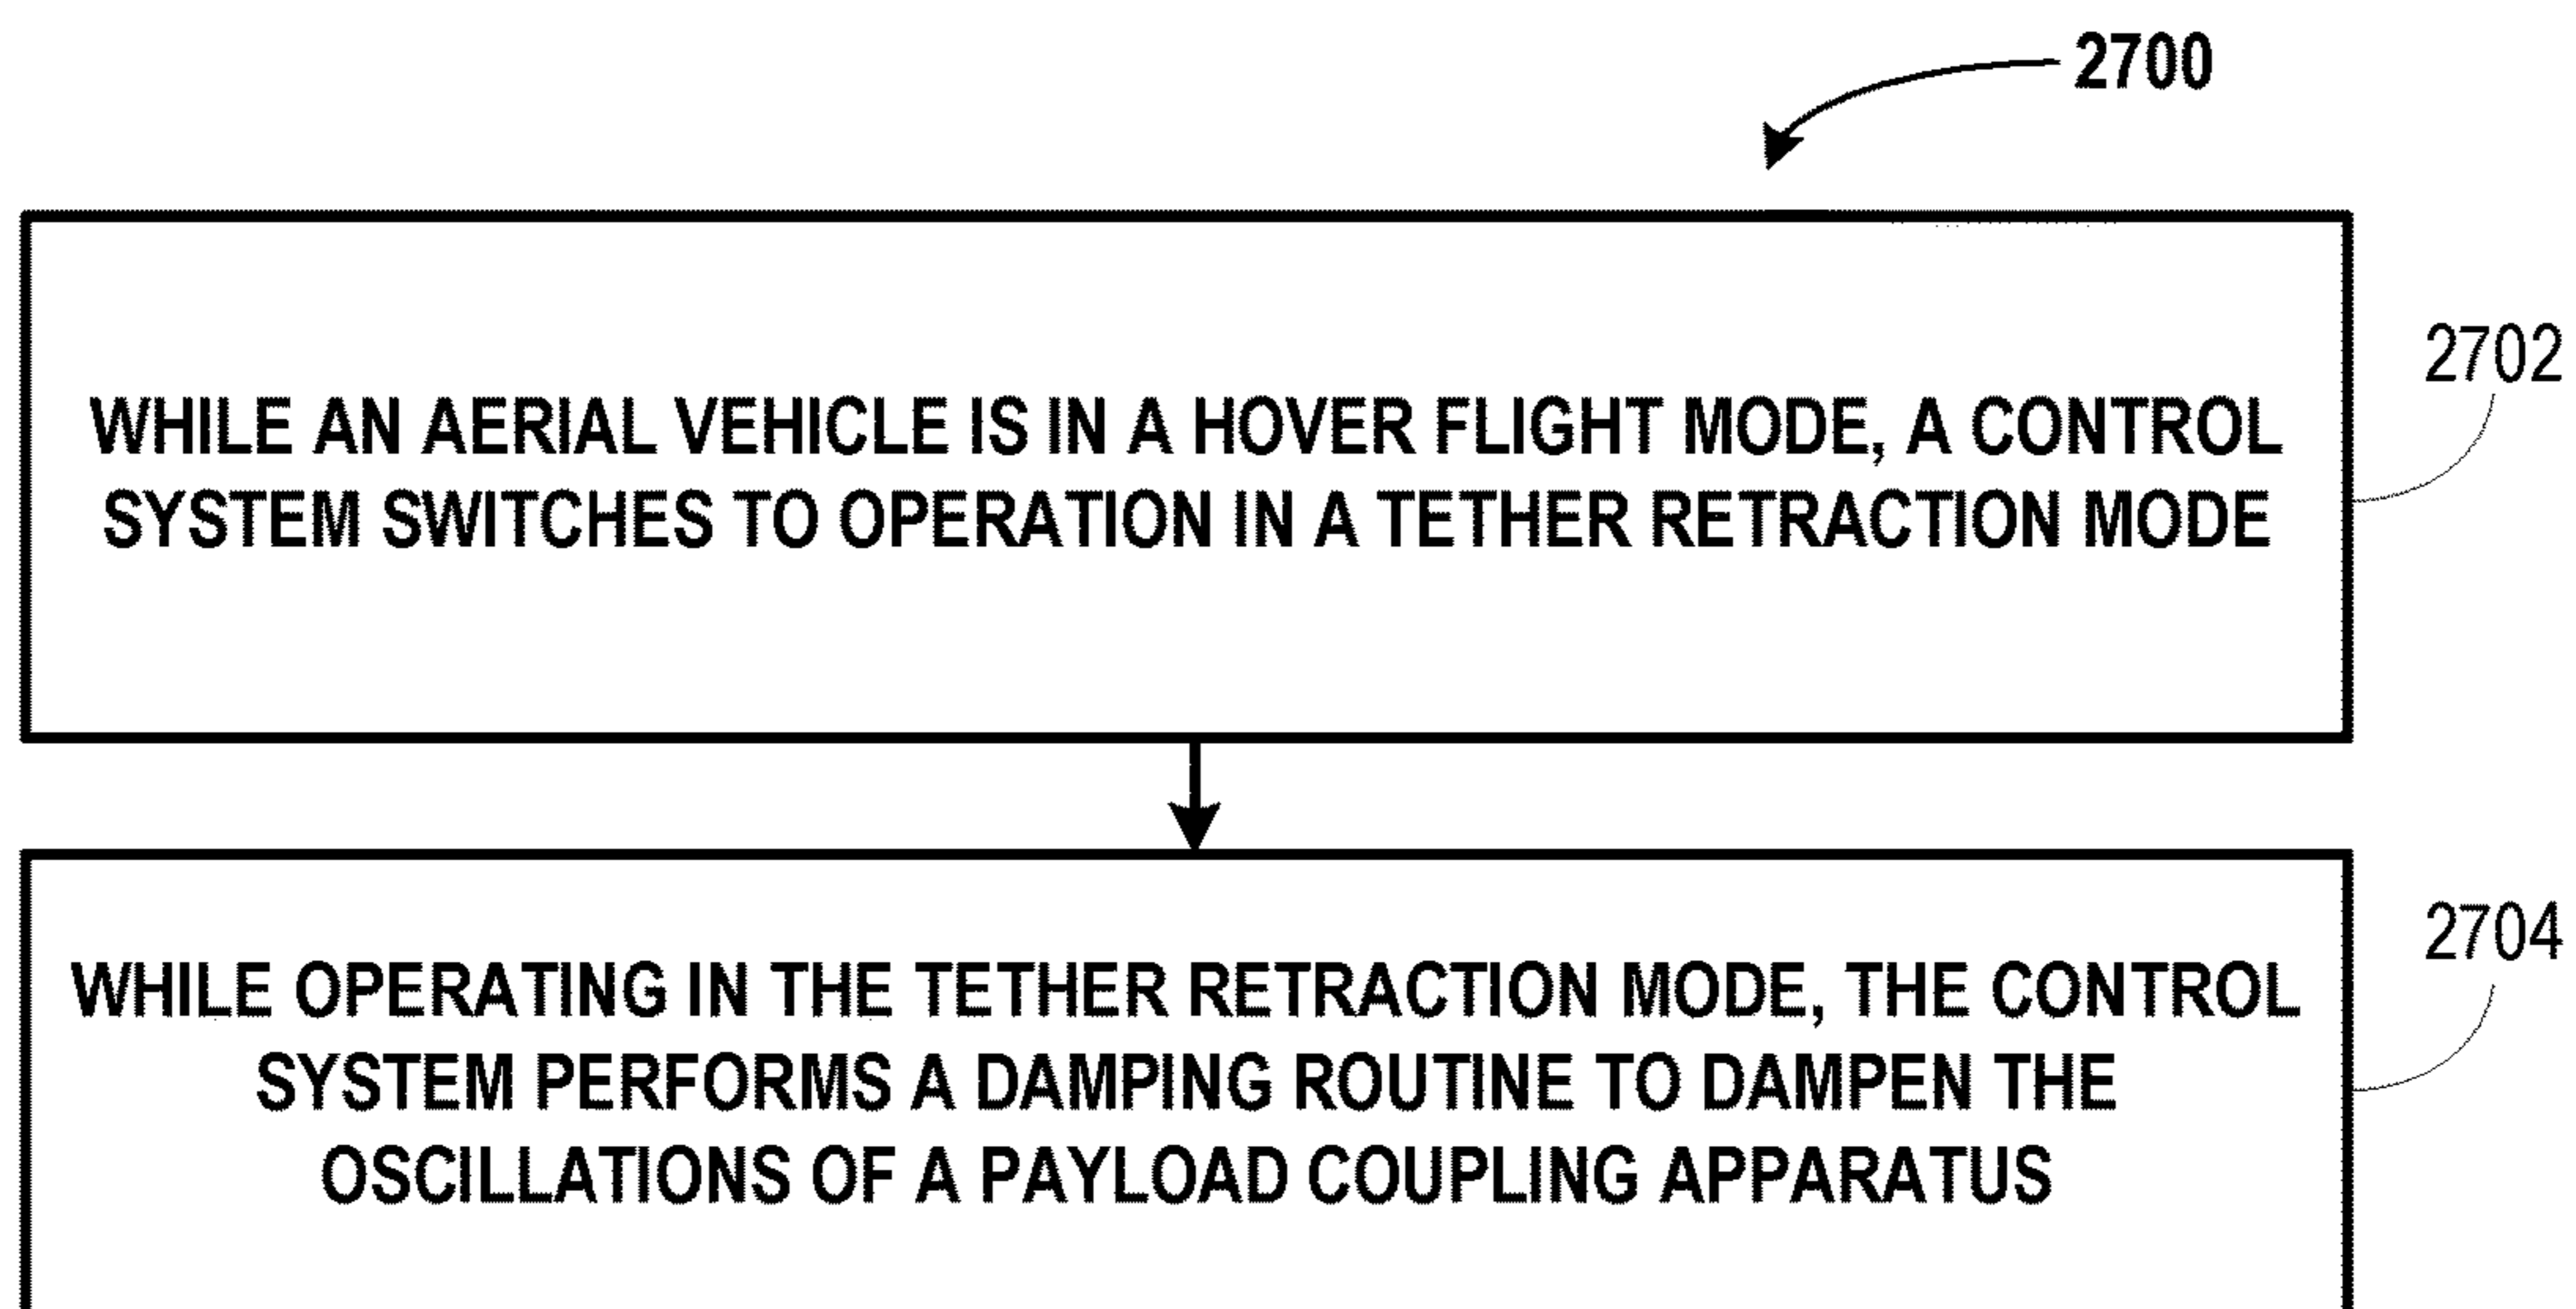 2700
WHILE AN AERIAL VEHICLE IS IN A HOVER FLIGHT MODE, A CONTROL
SYSTEM SWITCHES TO OPERATION IN A TETHER RETRACTION MODE
2702
WHILE OPERATING IN THE TETHER RETRACTION MODE, THE CONTROL
SYSTEM PERFORMS A DAMPING ROUTINE TO DAMPEN THE
OSCILLATIONS OF A PAYLOAD COUPLING APPARATUS
2704